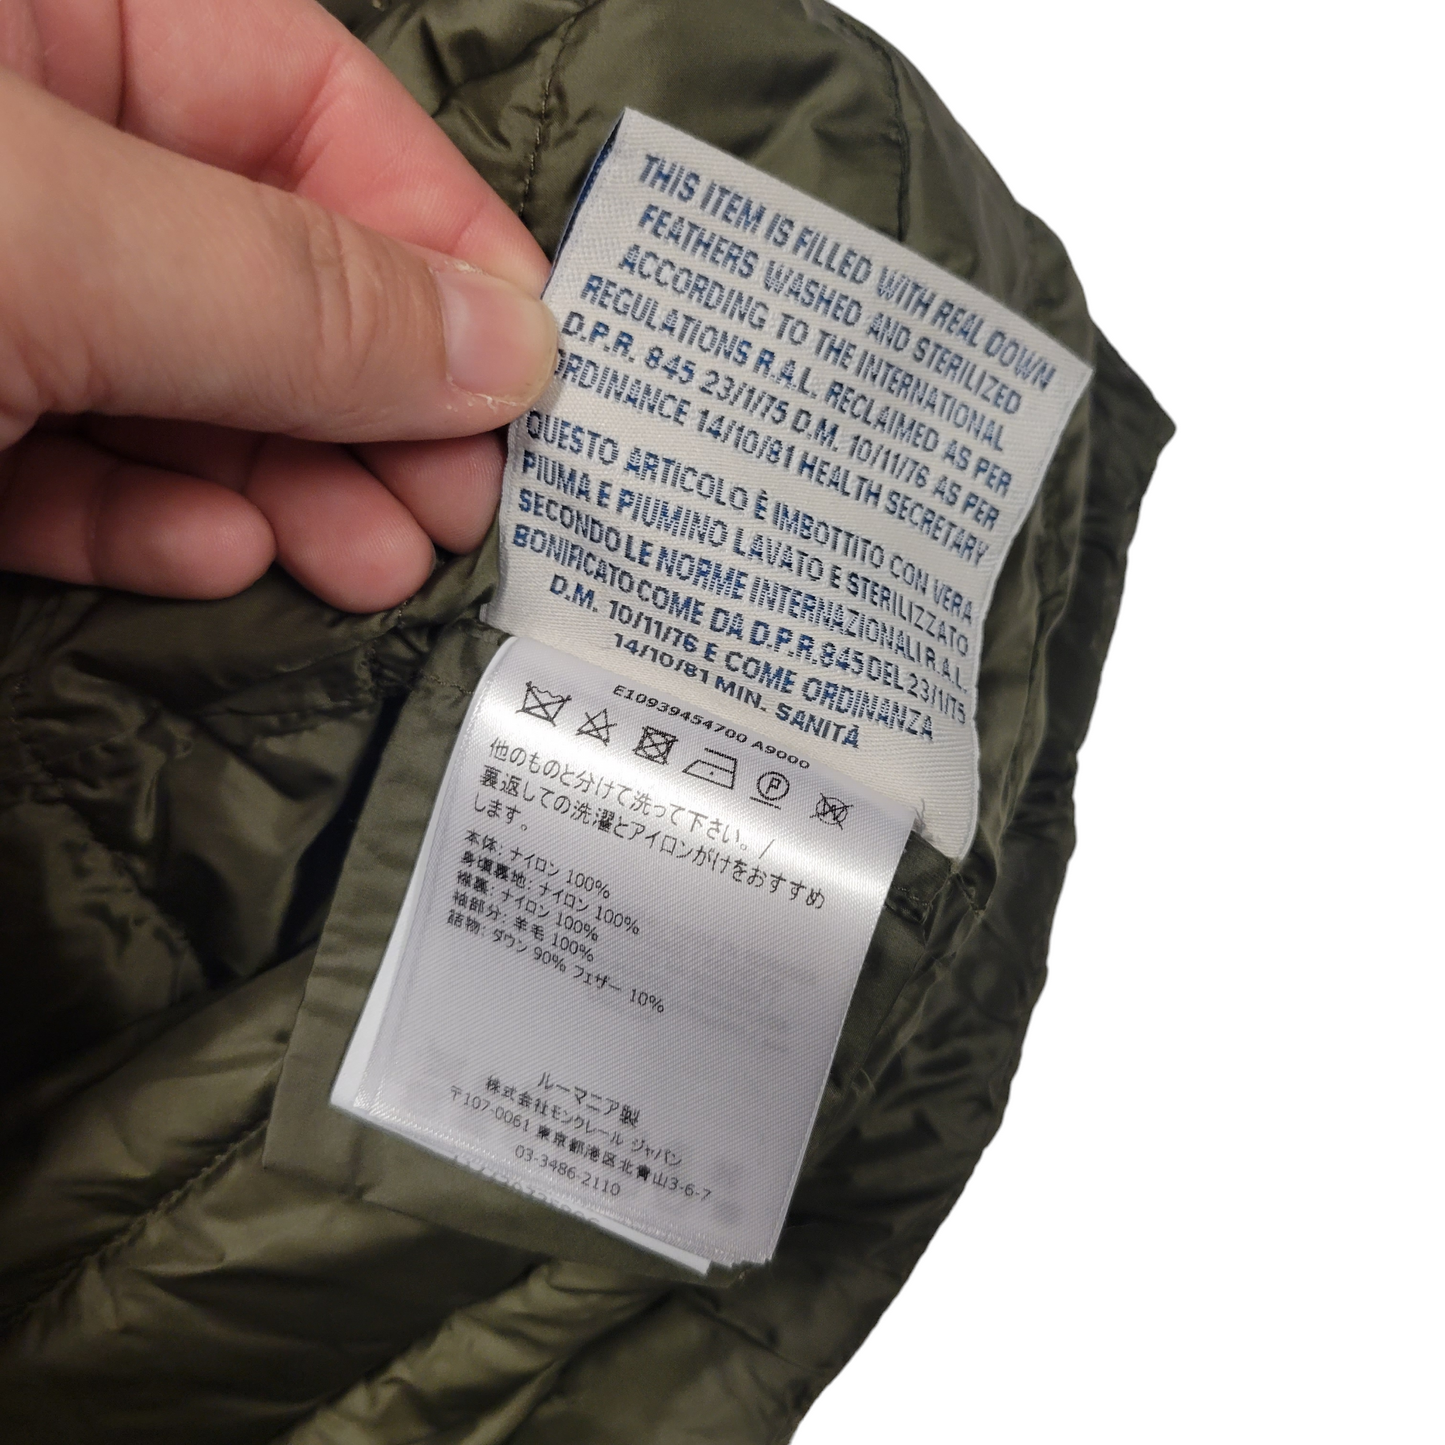 THIS ITEM IS FILLED WITH REAL DOWN
FEATHERS WASHED AND STERILIZED
ACCORDING TO THE INTERNATIONAL
REGULATIONS R.A.L. RECLAIMED AS PER
D.P.R. 845 23/1/75 D.M. 10/11/76 AS PER
ORDINANCE 14/10/81 HEALTH SECRETARY
QUESTO ARTICOLO È IMBOTTITO CON VERA
PIUMA E PIUMINO LAVATO E STERILIZZATO
SECONDO LE NORME INTERNAZIONALI R.A.L.
BONIFICATO COME DA D.P.R. 845 DEL 23/1/75
D.M. 10/11/76 E COME ORDINANZA
14/10/81 MIN. SANITÁ
E10939454700 A9000
P
W
他のものと分けて洗って下さい。/
裏返しての洗濯とアイロンがけをおすすめ
します。
本体: ナイロン 100%
身頃裏地: ナイロン 100%
襟裏: ナイロン 100%
袖部分: 羊毛 100%
詰物: ダウン 90% フェザー 10%
ルーマニア製
株式会社モンクレール ジャパン
〒107-0061 東京都港区北青山3-6-7
03-3486-2110